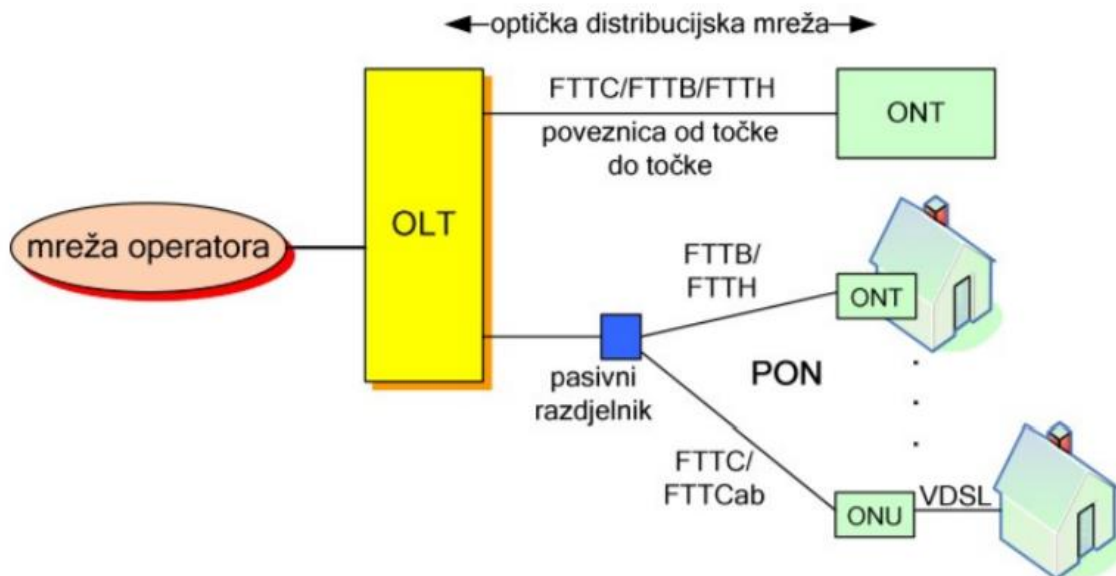 optička distribucijska mreža
FTTC/FTTB/FTTH
poveznica od točke
do točke
ONT
OLT
mreža operatora
FTTB/
FTTH
ONT
pasivni
razdjelnik
PON
FTTC/
FTTCab
ONU
VDSL